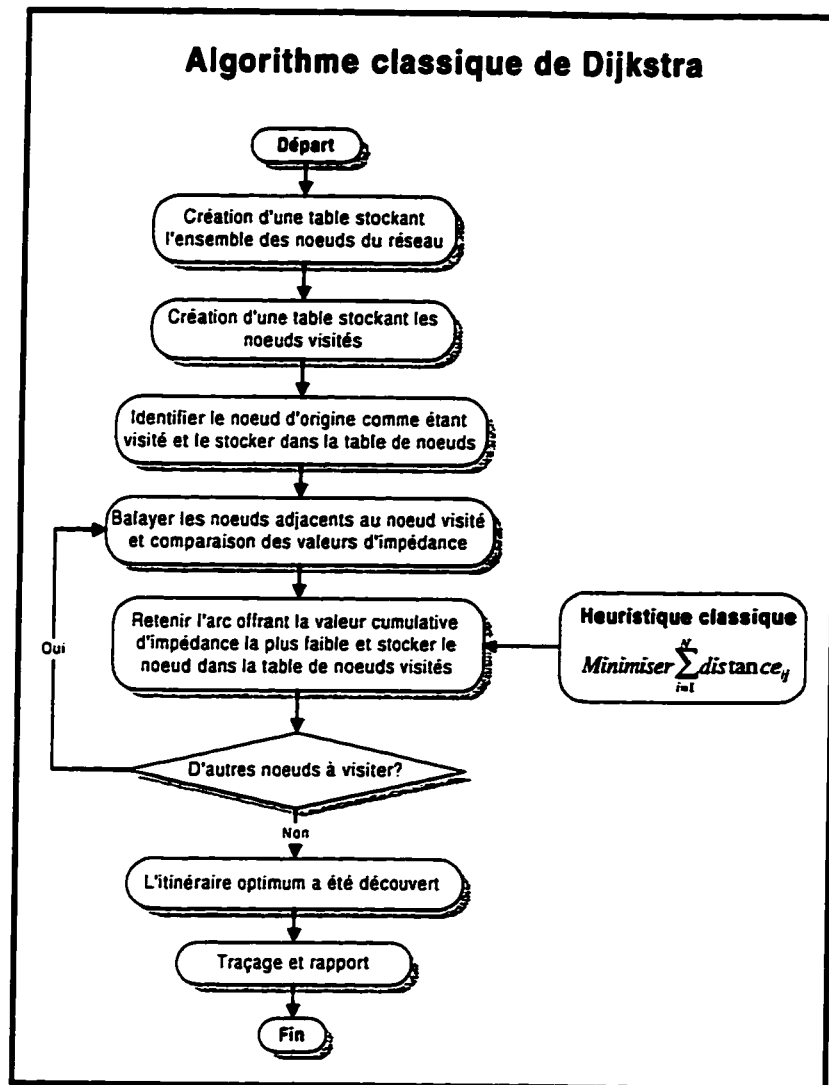 Algorithme classique de Dijkstra
Départ
Création d'une table stockant
l'ensemble des noeuds du réseau
Création d'une table stockant les
noeuds visités
Identifier le noeud d'origine comme étant
visité et le stocker dans la table de noeuds
Balayer les noeuds adjacents au noeud visité
et comparaison des valeurs d'impédance
Retenir l'arc offrant la valeur cumulative
d'impédance la plus faible et stocker le
noeud dans la table de noeuds visités
Heuristique classique
Minimiser \sum_{i=1}^{N} distance_{ij}
Oui
D'autres noeuds à visiter?
Non
L'itinéraire optimum a été découvert
Traçage et rapport
Fin